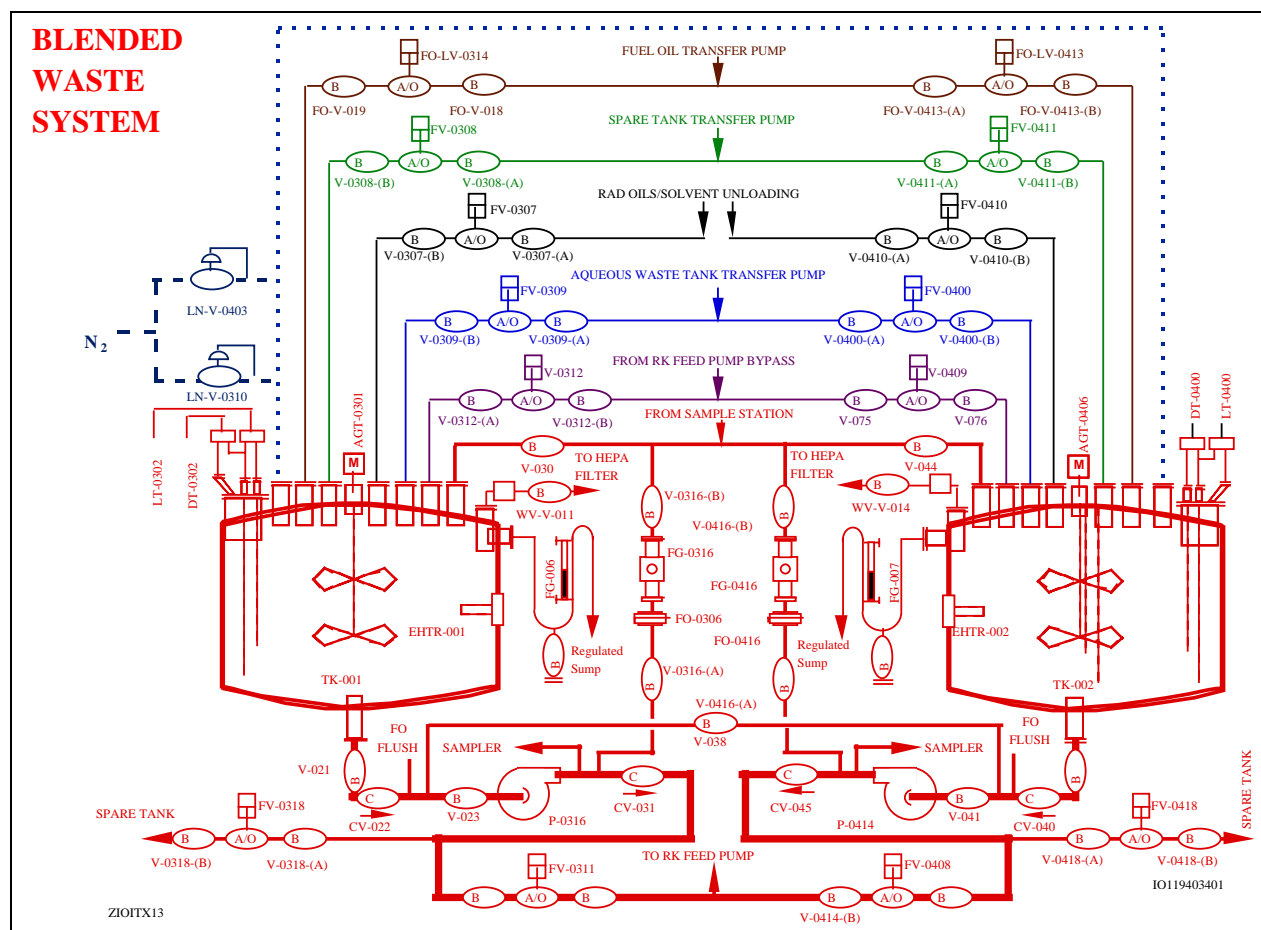 BLENDED
WASTE
SYSTEM
FUEL OIL TRANSFER PUMP
FO-LV-0314
FO-LV-0413
B
A/O
B
B
A/O
B
FO-V-019
FO-V-018
FO-V-0413-(A)
FO-V-0413-(B)
SPARE TANK TRANSFER PUMP
FV-0308
FV-0411
B
A/O
B
B
A/O
B
V-0308-(B)
V-0308-(A)
V-0411-(A)
V-0411-(B)
RAD OILS/SOLVENT UNLOADING
FV-0307
FV-0410
B
A/O
B
B
A/O
B
V-0307-(B)
V-0307-(A)
V-0410-(A)
V-0410-(B)
AQUEOUS WASTE TANK TRANSFER PUMP
FV-0309
FV-0400
LN-V-0403
B
A/O
B
B
A/O
B
V-0309-(B)
V-0309-(A)
V-0400-(A)
V-0400-(B)
N2
FROM RK FEED PUMP BYPASS
V-0312
V-0409
LN-V-0310
B
A/O
B
B
A/O
B
V-0312-(A)
V-0312-(B)
V-075
V-076
FROM SAMPLE STATION
LT-0302
DT-0302
AGT-0301
AGT-0406
DT-0400
LT-0400
M
M
B
B
V-030
V-044
TO HEPA
FILTER
TO HEPA
FILTER
B
B
WV-V-011
WV-V-014
V-0316-(B)
V-0416-(B)
B
B
FG-0316
FG-0416
FG-006
FG-007
FO-0306
FO-0416
EHTR-001
EHTR-002
Regulated
Sump
Regulated
Sump
B
B
V-0316-(A)
V-0416-(A)
B
B
TK-001
TK-002
B
V-038
FO
FLUSH
FO
FLUSH
SAMPLER
SAMPLER
V-021
B
B
C
B
C
C
B
C
CV-022
V-023
CV-031
CV-045
V-041
CV-040
P-0316
P-0414
SPARE TANK
FV-0318
FV-0418
SPARE TANK
B
A/O
B
B
A/O
B
V-0318-(B)
V-0318-(A)
V-0418-(A)
V-0418-(B)
TO RK FEED PUMP
FV-0311
FV-0408
B
A/O
B
B
A/O
B
V-0414-(B)
IO119403401
ZIOITX13